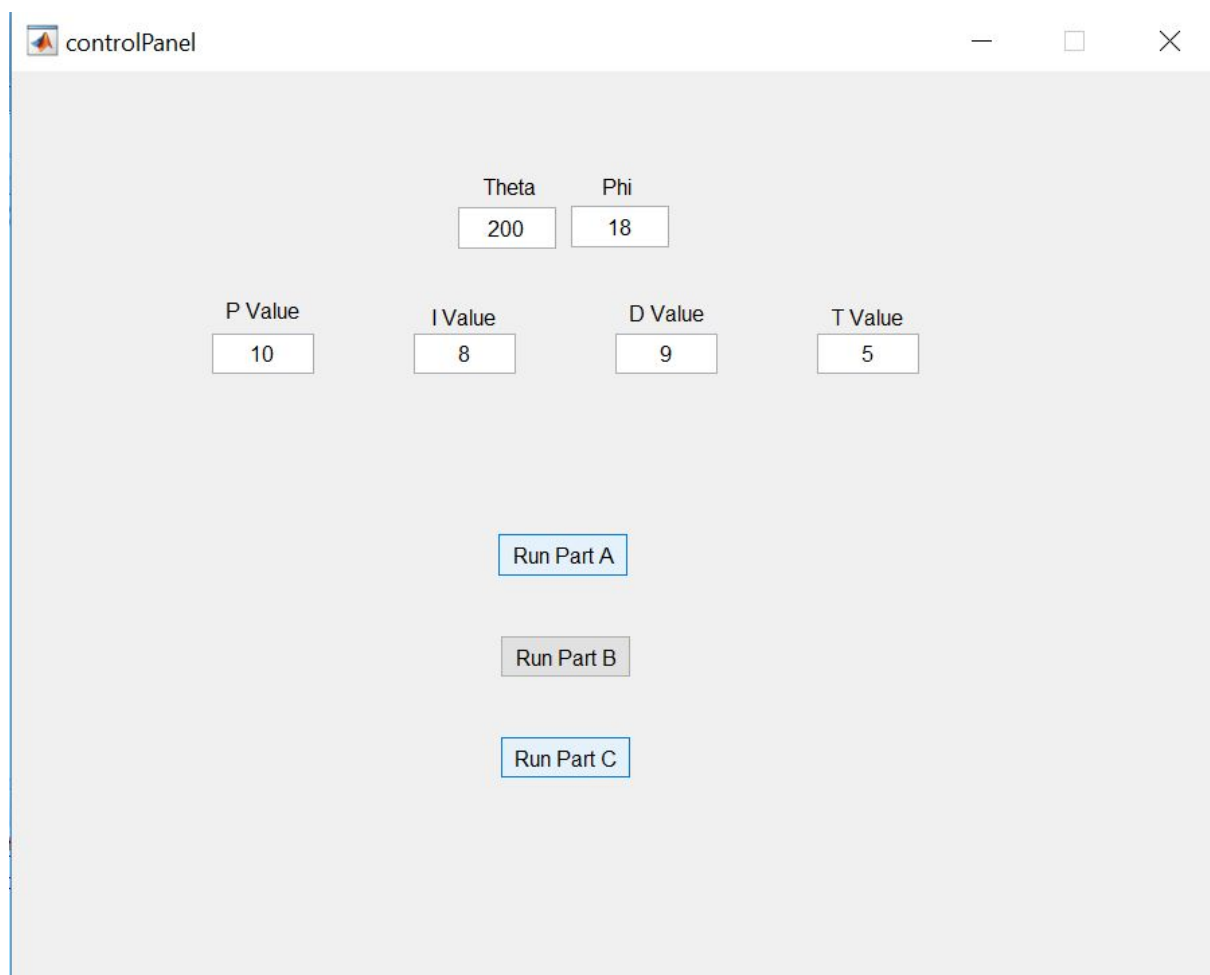 controlPanel
Theta Phi
200 18
P Value I Value D Value T Value
10 8 9 5
Run Part A
Run Part B
Run Part C